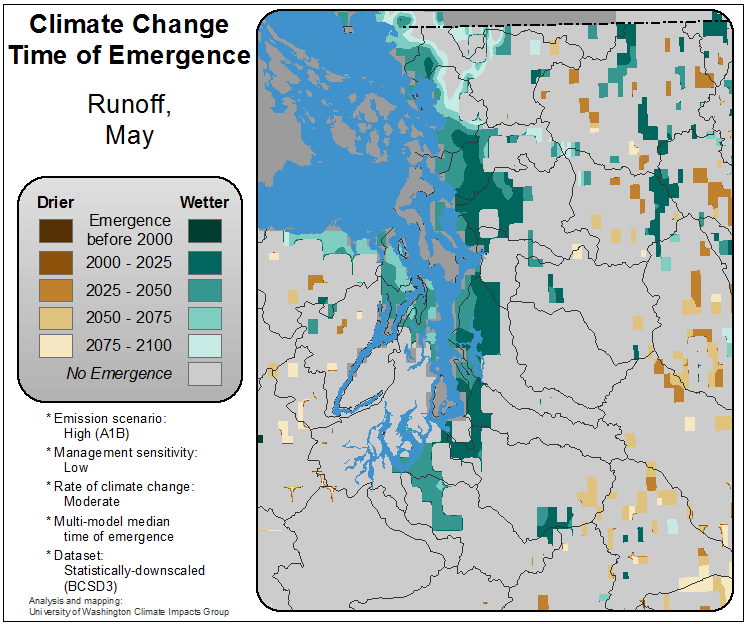 Climate Change
Time of Emergence
Runoff,
May
Drier
Wetter
Emergence
before 2000
2000 - 2025
2025 - 2050
2050 - 2075
2075 - 2100
No Emergence
* Emission scenario:
High (A1B)
* Management sensitivity:
Low
* Rate of climate change:
Moderate
* Multi-model median
time of emergence
* Dataset:
Statistically-downscaled
(BCSD3)
Analysis and mapping:
University of Washington Climate Impacts Group